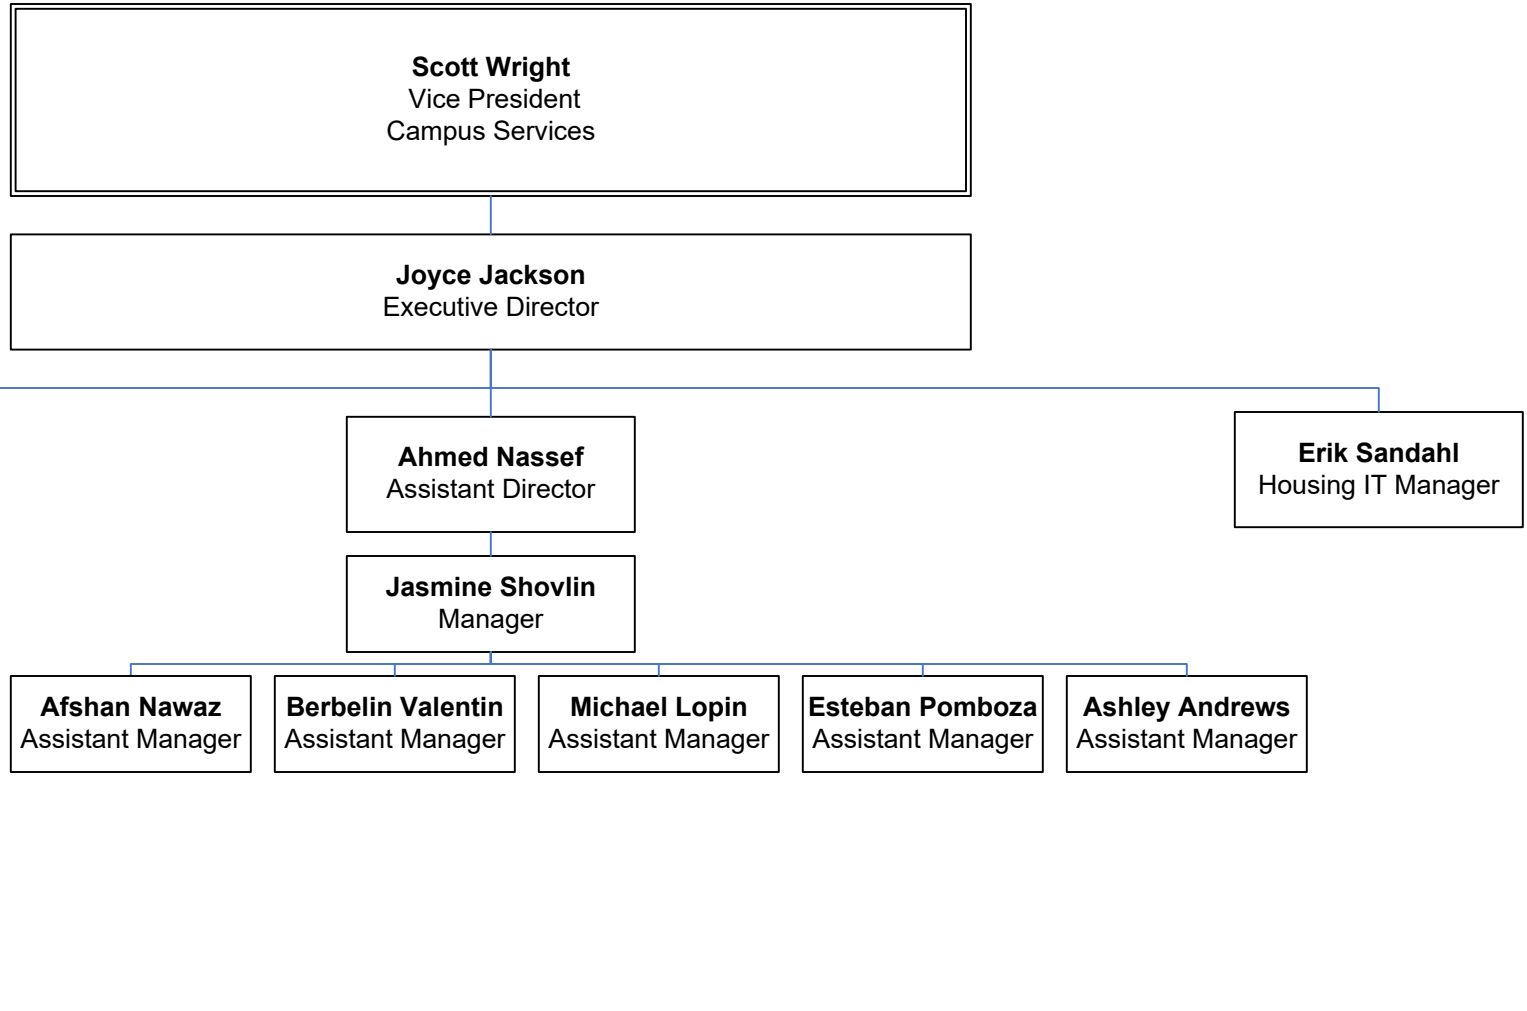 Scott Wright
Vice President
Campus Services
Joyce Jackson
Executive Director
Ahmed Nassef
Assistant Director
Erik Sandahl
Housing IT Manager
Jasmine Shovlin
Manager
Afshan Nawaz
Assistant Manager
Berbelin Valentin
Assistant Manager
Michael Lopin
Assistant Manager
Esteban Pomboza
Assistant Manager
Ashley Andrews
Assistant Manager